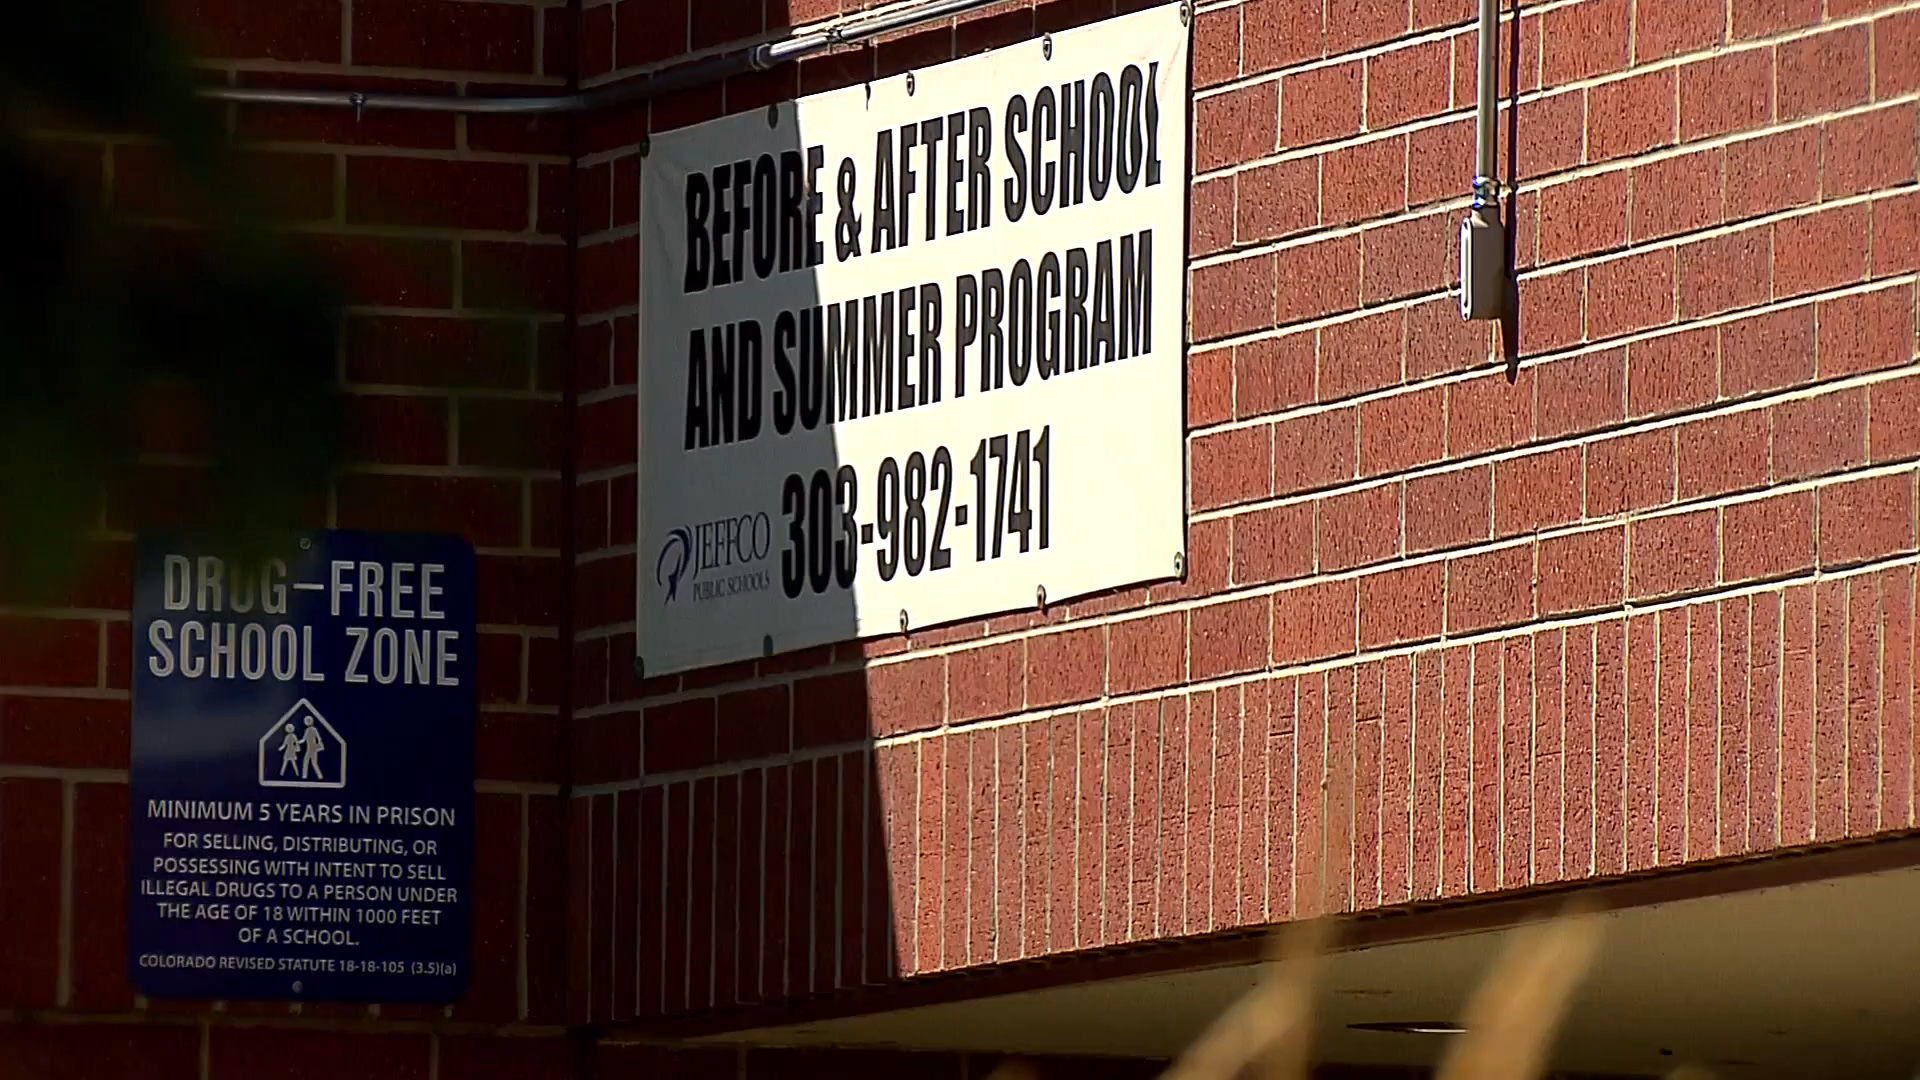 BEFORE & AFTER SCHOOL
AND SUMMER PROGRAM
303-982-1741
JEFFCO
PUBLIC SCHOOLS
DRUG-FREE
SCHOOL ZONE
MINIMUM 5 YEARS IN PRISON
FOR SELLING, DISTRIBUTING, OR
POSSESSING WITH INTENT TO SELL
ILLEGAL DRUGS TO A PERSON UNDER
THE AGE OF 18 WITHIN 1000 FEET
OF A SCHOOL.
COLORADO REVISED STATUTE 18-18-105 (3.5)(a)